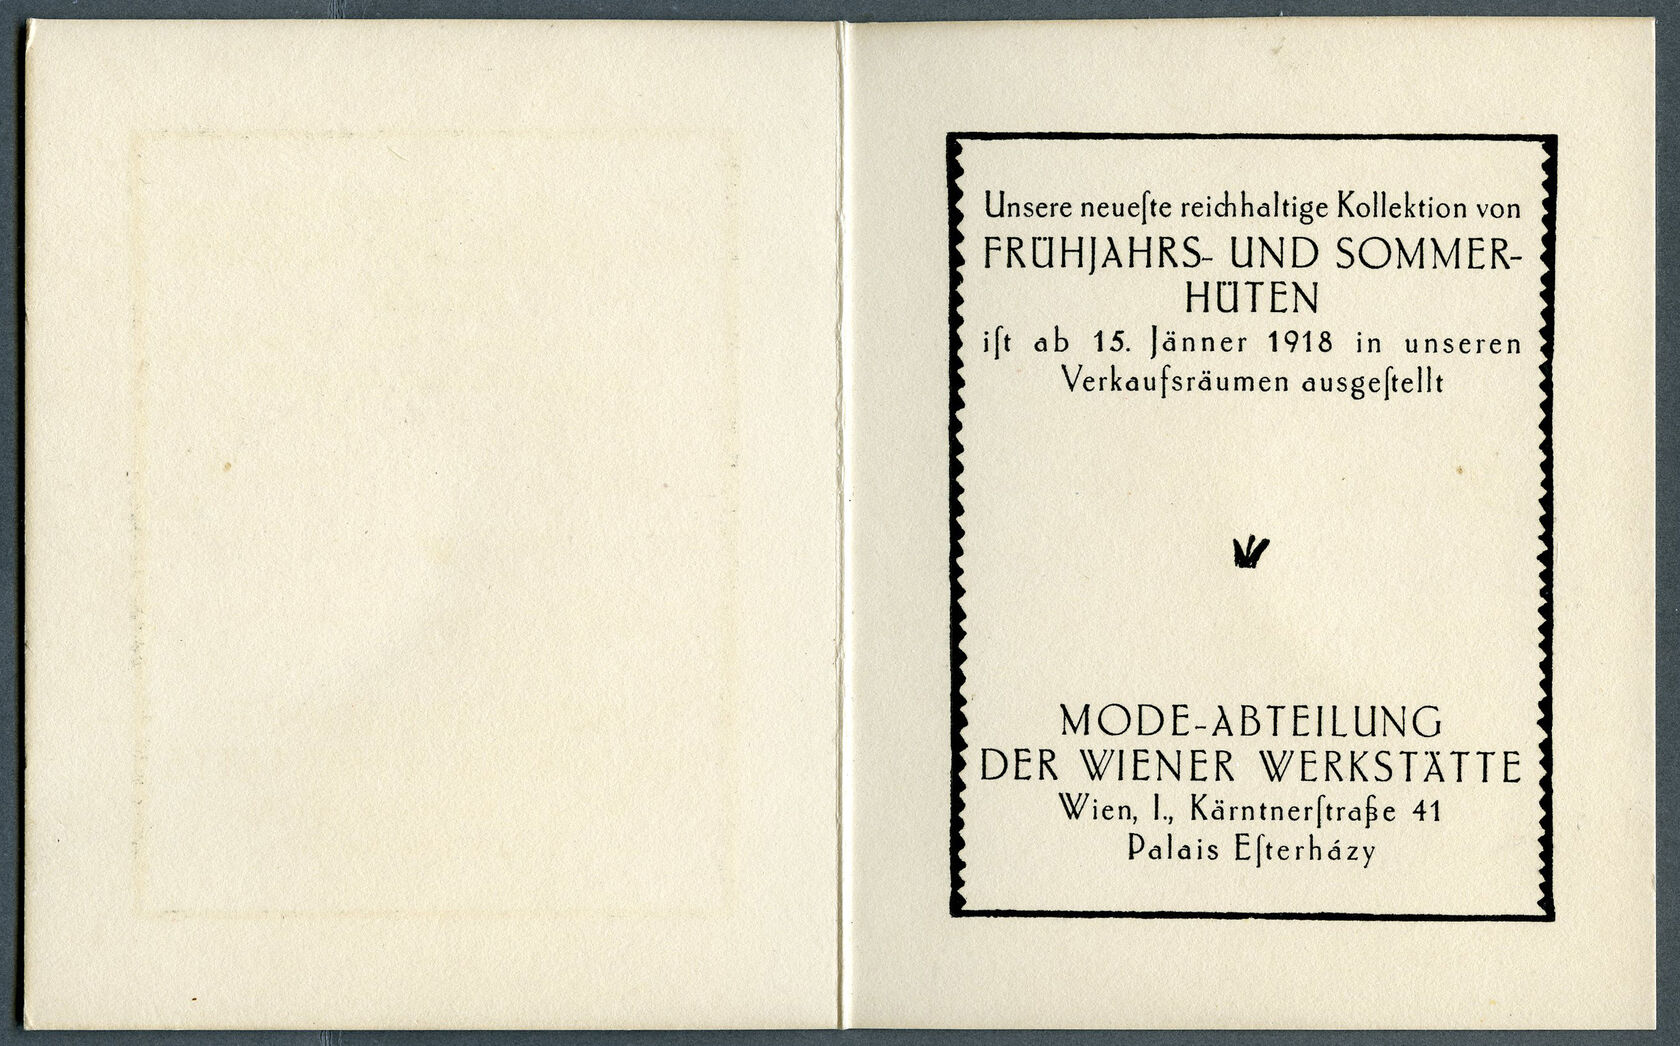 Unsere neueſte reichhaltige Kollektion von
FRÜHJAHRS- UND SOMMER-
HÜTEN
iſt ab 15. Jänner 1918 in unseren
Verkaufsräumen ausgeſtellt
MODE-ABTEILUNG
DER WIENER WERKSTÄTTE
Wien, I., Kärntnerſtraße 41
Palais Eſterházy